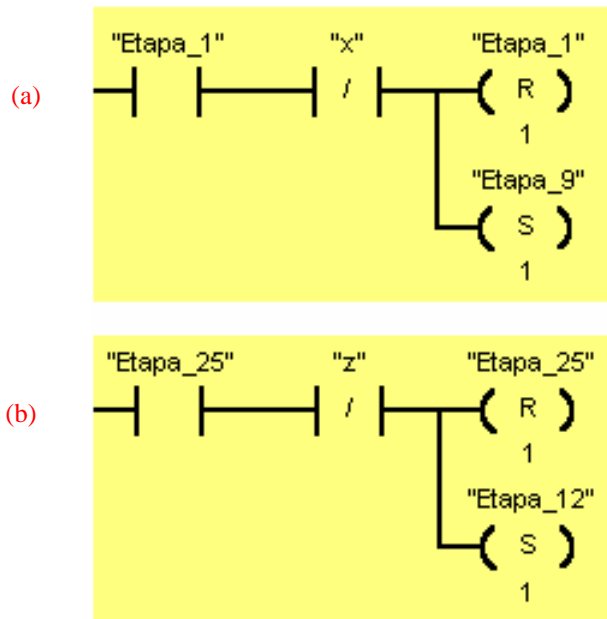 "Etapa_1" "x" "Etapa_1"
(a) / R
1
"Etapa_9"
S
1
"Etapa_25" "z" "Etapa_25"
(b) / R
1
"Etapa_12"
S
1